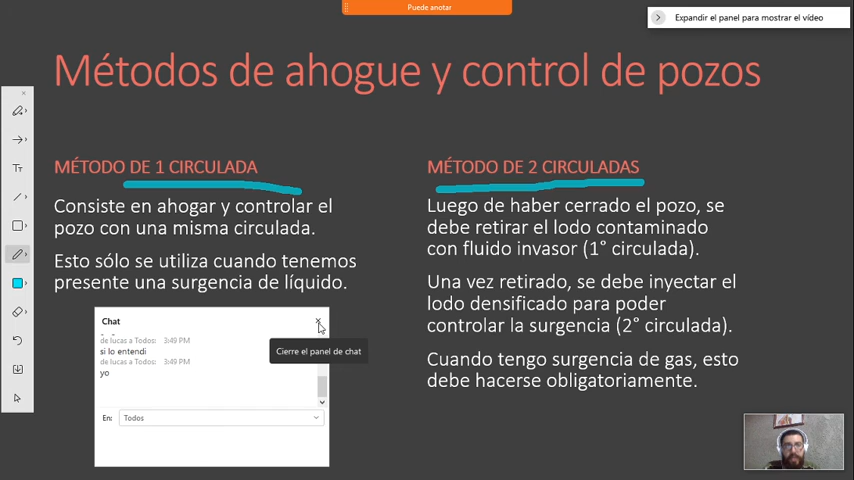 Puede anotar
Expandir el panel para mostrar el vídeo
Métodos de ahogue y control de pozos
MÉTODO DE 1 CIRCULADA
Consiste en ahogar y controlar el
pozo con una misma circulada.
Esto sólo se utiliza cuando tenemos
presente una surgencia de líquido.
MÉTODO DE 2 CIRCULADAS
Luego de haber cerrado el pozo, se
debe retirar el lodo contaminado
con fluido invasor (1° circulada).
Una vez retirado, se debe inyectar el
lodo densificado para poder
controlar la surgencia (2° circulada).
Cuando tengo surgencia de gas, esto
debe hacerse obligatoriamente.
Chat
de lucas a Todos: 3:49 PM
si lo entendi
de lucas a Todos: 3:49 PM
yo
Cierre el panel de chat
En: Todos
Tт